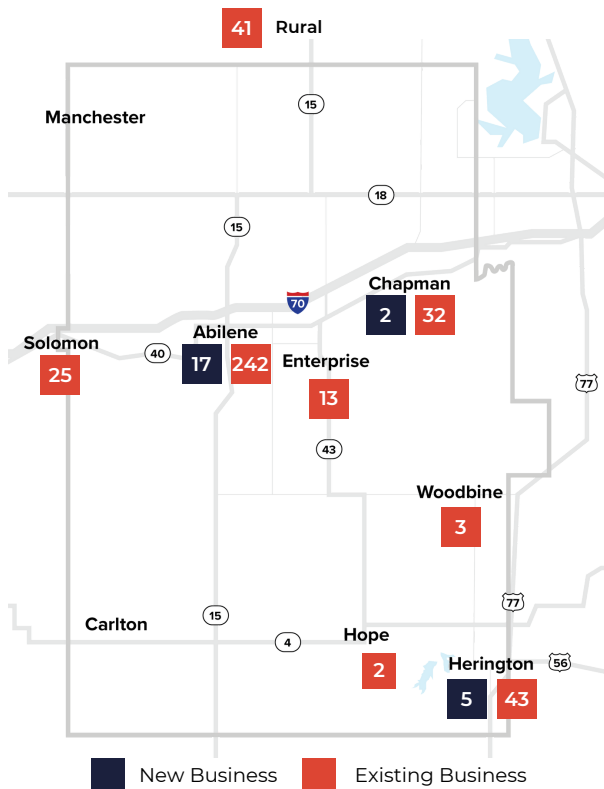 41 Rural
15
Manchester
18
15
70
Chapman
2 32
Abilene
Solomon
40
17 242
Enterprise
25
77
13
43
Woodbine
3
77
15
Carlton
4
Hope
2
Herington
56
5 43
New Business Existing Business